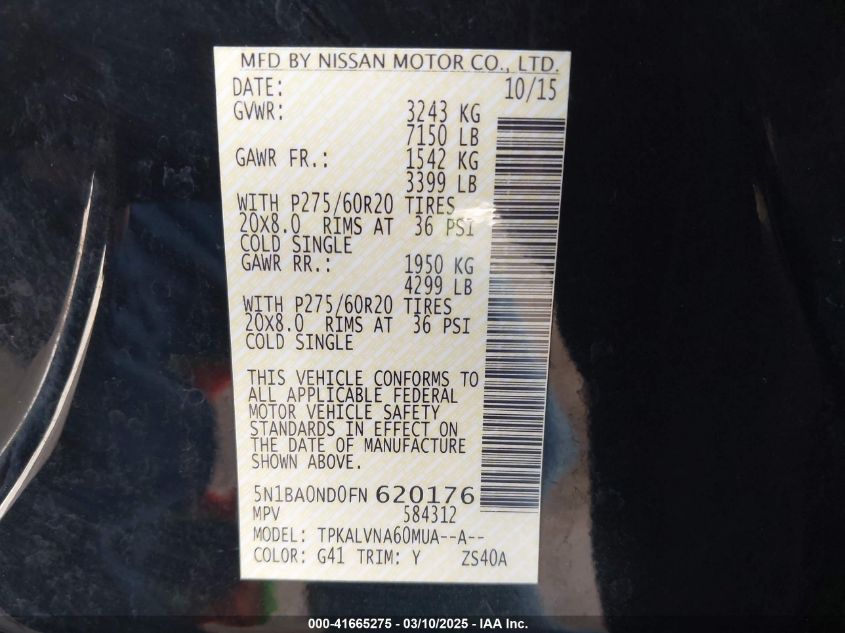 MFD BY NISSAN MOTOR CO., LTD.
DATE: 10/15
GVWR: 3243 KG
7150 LB
GAWR FR.: 1542 KG
3399 LB
WITH P275/60R20 TIRES
20X8.0 RIMS AT 36 PSI
COLD SINGLE
GAWR RR.: 1950 KG
4299 LB
WITH P275/60R20 TIRES
20X8.0 RIMS AT 36 PSI
COLD SINGLE
THIS VEHICLE CONFORMS TO
ALL APPLICABLE FEDERAL
MOTOR VEHICLE SAFETY
STANDARDS IN EFFECT ON
THE DATE OF MANUFACTURE
SHOWN ABOVE.
5N1BA0ND0FN 620176
MPV 584312
MODEL: TPKALVNA60MUA--A--
COLOR: G41 TRIM: Y ZS40A
000-41665275 - 03/10/2025 - IAA Inc.